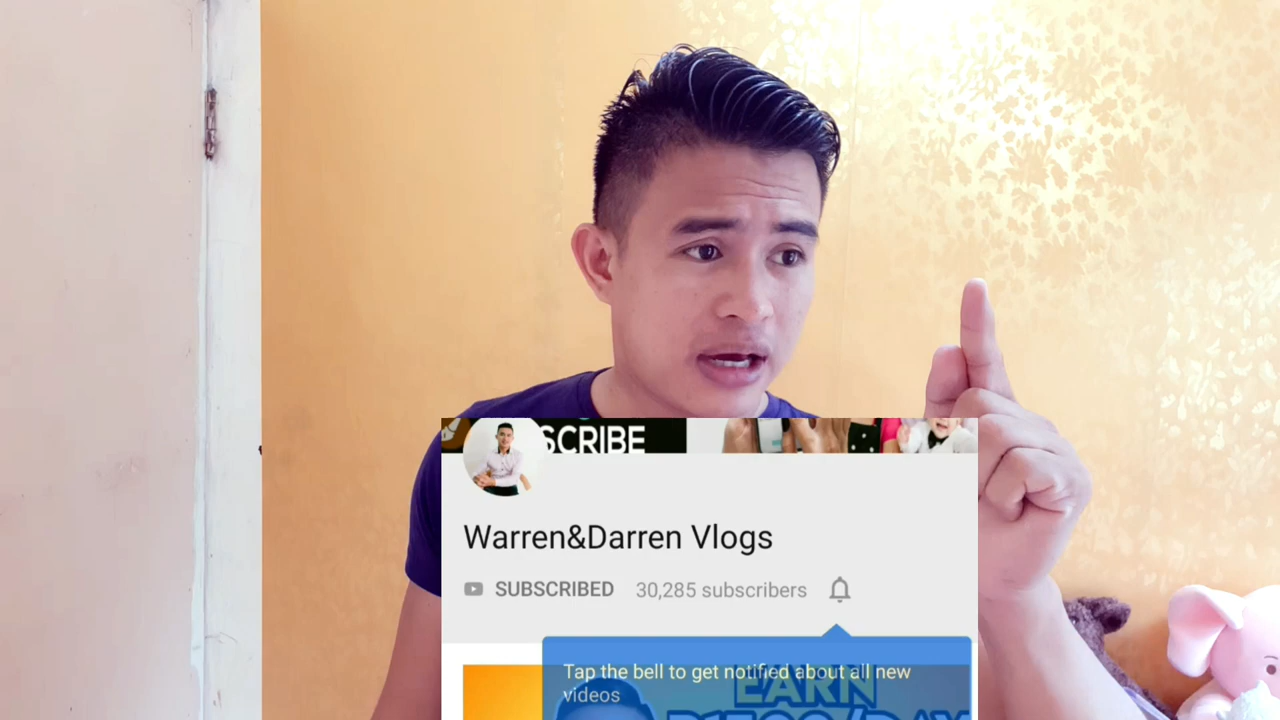 SCRIBE
Warren&Darren Vlogs
SUBSCRIBED 30,285 subscribers
Tap the bell to get notified about all new
videos
EARN